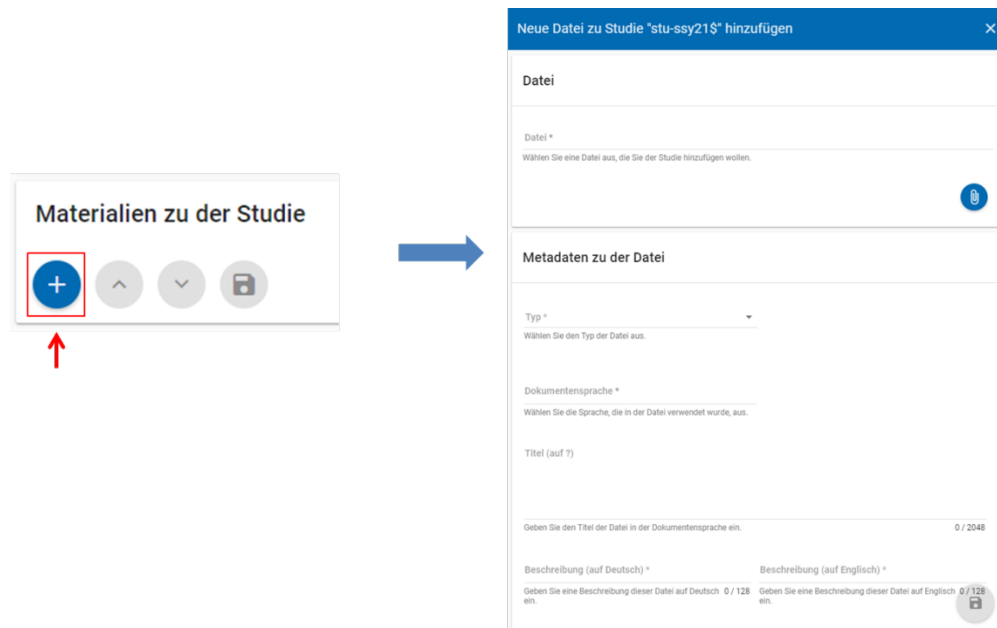 Materialien zu der Studie
Neue Datei zu Studie "stu-ssy21$" hinzufügen
Datei
Datei *
Wählen Sie eine Datei aus, die Sie der Studie hinzufügen wollen.
Metadaten zu der Datei
Typ *
Wählen Sie den Typ der Datei aus.
Dokumentensprache *
Wählen Sie die Sprache, die in der Datei verwendet wurde, aus.
Titel (auf ?)
Geben Sie den Titel der Datei in der Dokumentensprache ein. 0 / 2048
Beschreibung (auf Deutsch) *
Geben Sie eine Beschreibung dieser Datei auf Deutsch 0 / 128
ein.
Beschreibung (auf Englisch) *
Geben Sie eine Beschreibung dieser Datei auf Englisch 0 / 128
ein.